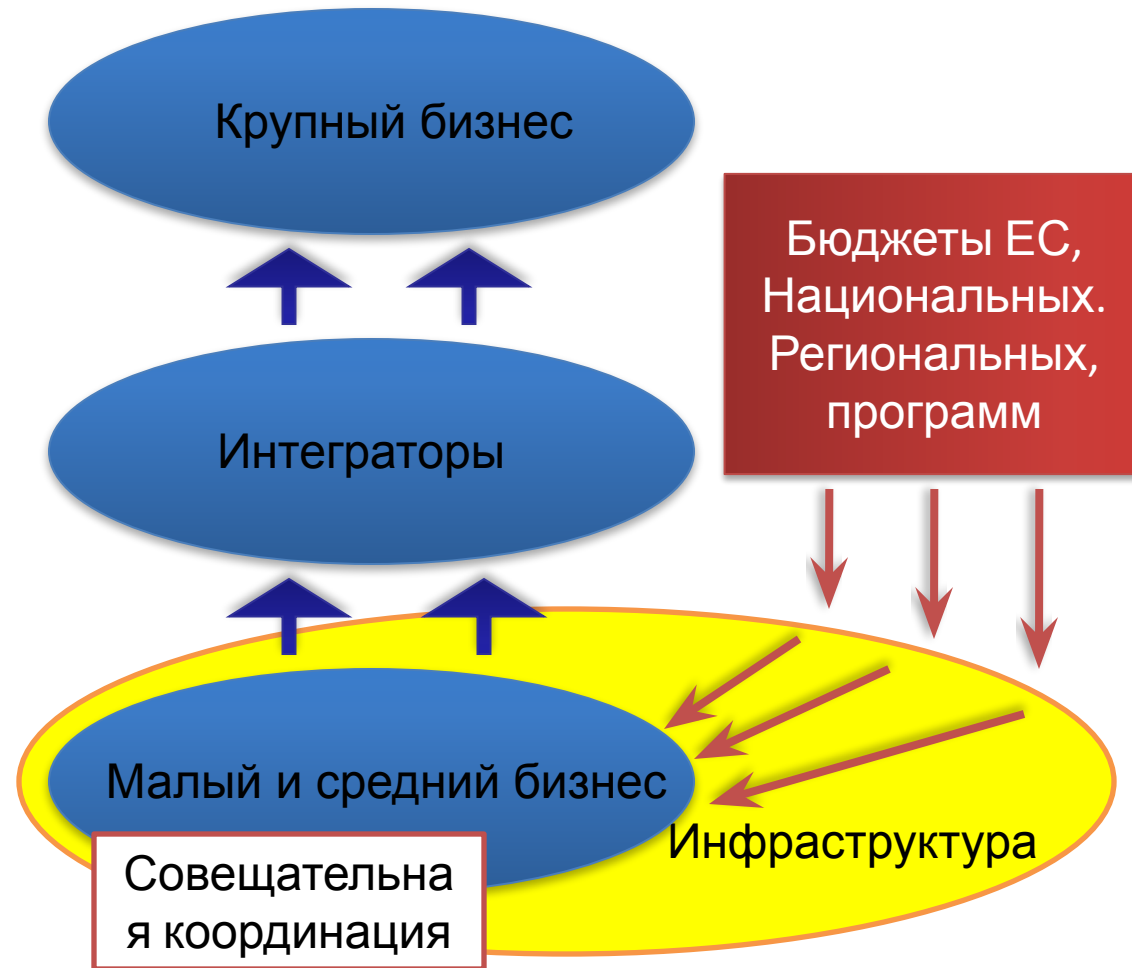 Крупный бизнес
Бюджеты ЕС,
Национальных.
Региональных,
программ
Интеграторы
Малый и средний бизнес
Инфраструктура
Совещательна
я координация